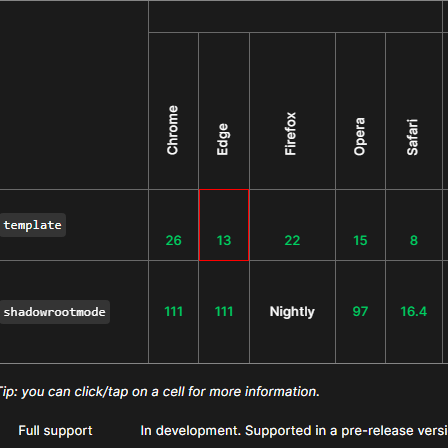 Chrome Edge Firefox Opera Safari
template 26 13 22 15 8
shadowrootmode 111 111 Nightly 97 16.4
Tip: you can click/tap on a cell for more information.
Full support In development. Supported in a pre-release versi